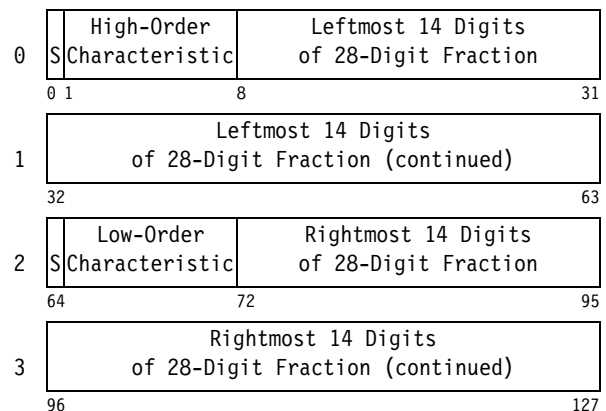 High-Order Leftmost 14 Digits
0 S Characteristic of 28-Digit Fraction
0 1 8 31
Leftmost 14 Digits
1 of 28-Digit Fraction (continued)
32 63
Low-Order Rightmost 14 Digits
2 S Characteristic of 28-Digit Fraction
64 72 95
Rightmost 14 Digits
3 of 28-Digit Fraction (continued)
96 127